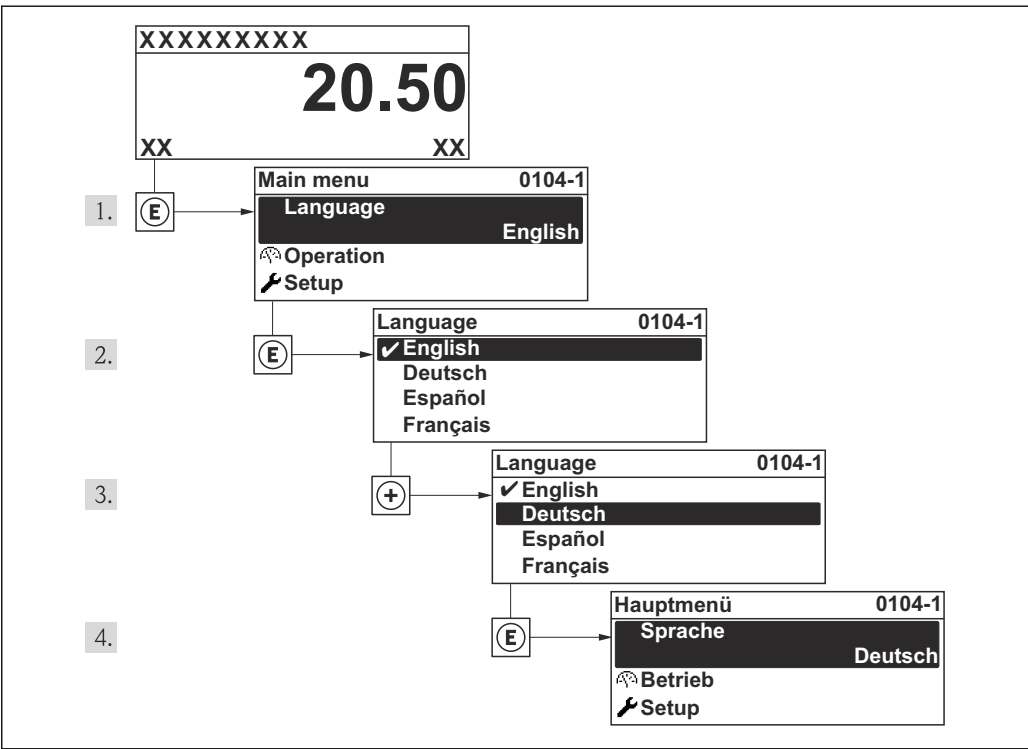 XXXXXXXXX
20.50
XX XX
1. E
Main menu 0104-1
Language
English
Operation
Setup
2. E
Language 0104-1
✔English
Deutsch
Español
Français
3. +
Language 0104-1
✔English
Deutsch
Español
Français
4. E
Hauptmenü 0104-1
Sprache
Deutsch
Betrieb
Setup